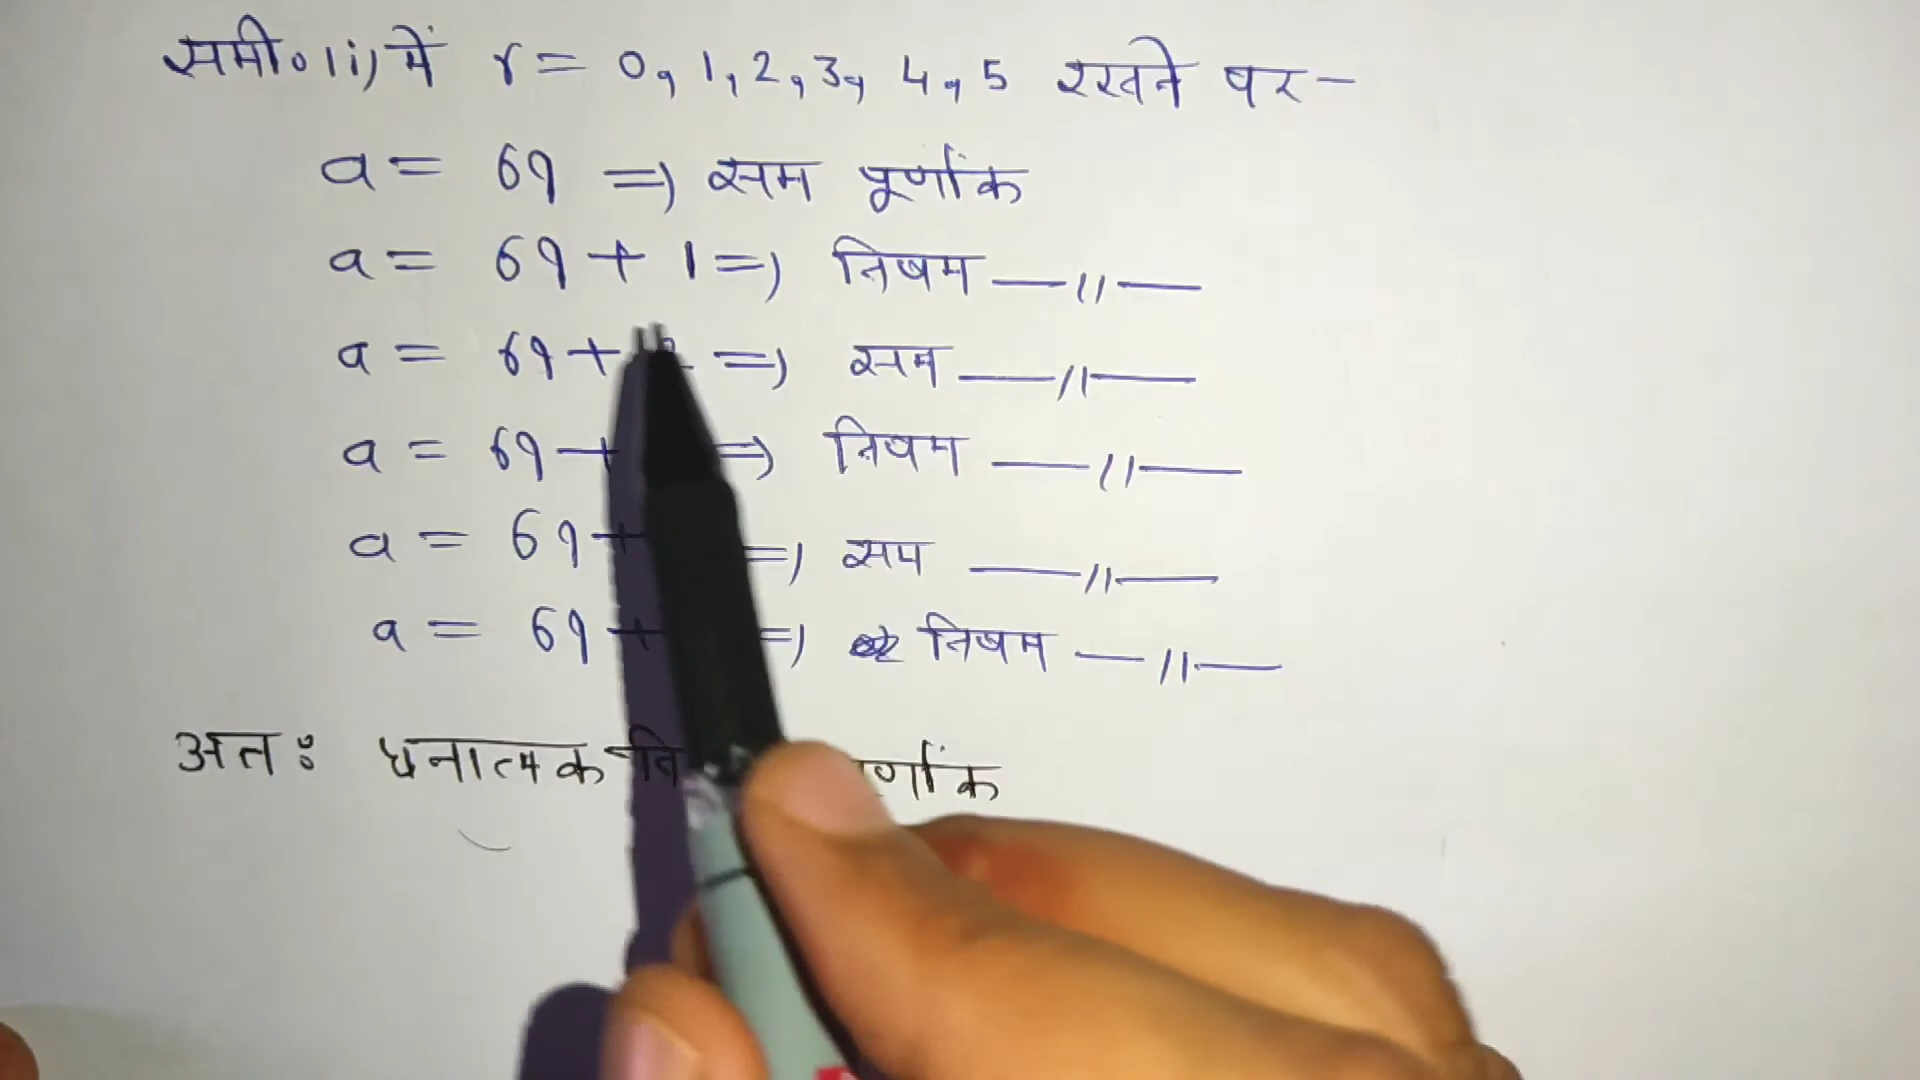 समी० (i) में r = 0, 1, 2, 3, 4, 5 रखने पर –
a = 6q => सम पूर्णांक
a = 6q + 1 => विषम —〃—
a = 6q + => सम —〃—
a = 6q + => विषम —〃—
a = 6q + => सम —〃—
a = 6q + => विषम —〃—
अतः धनात्मक